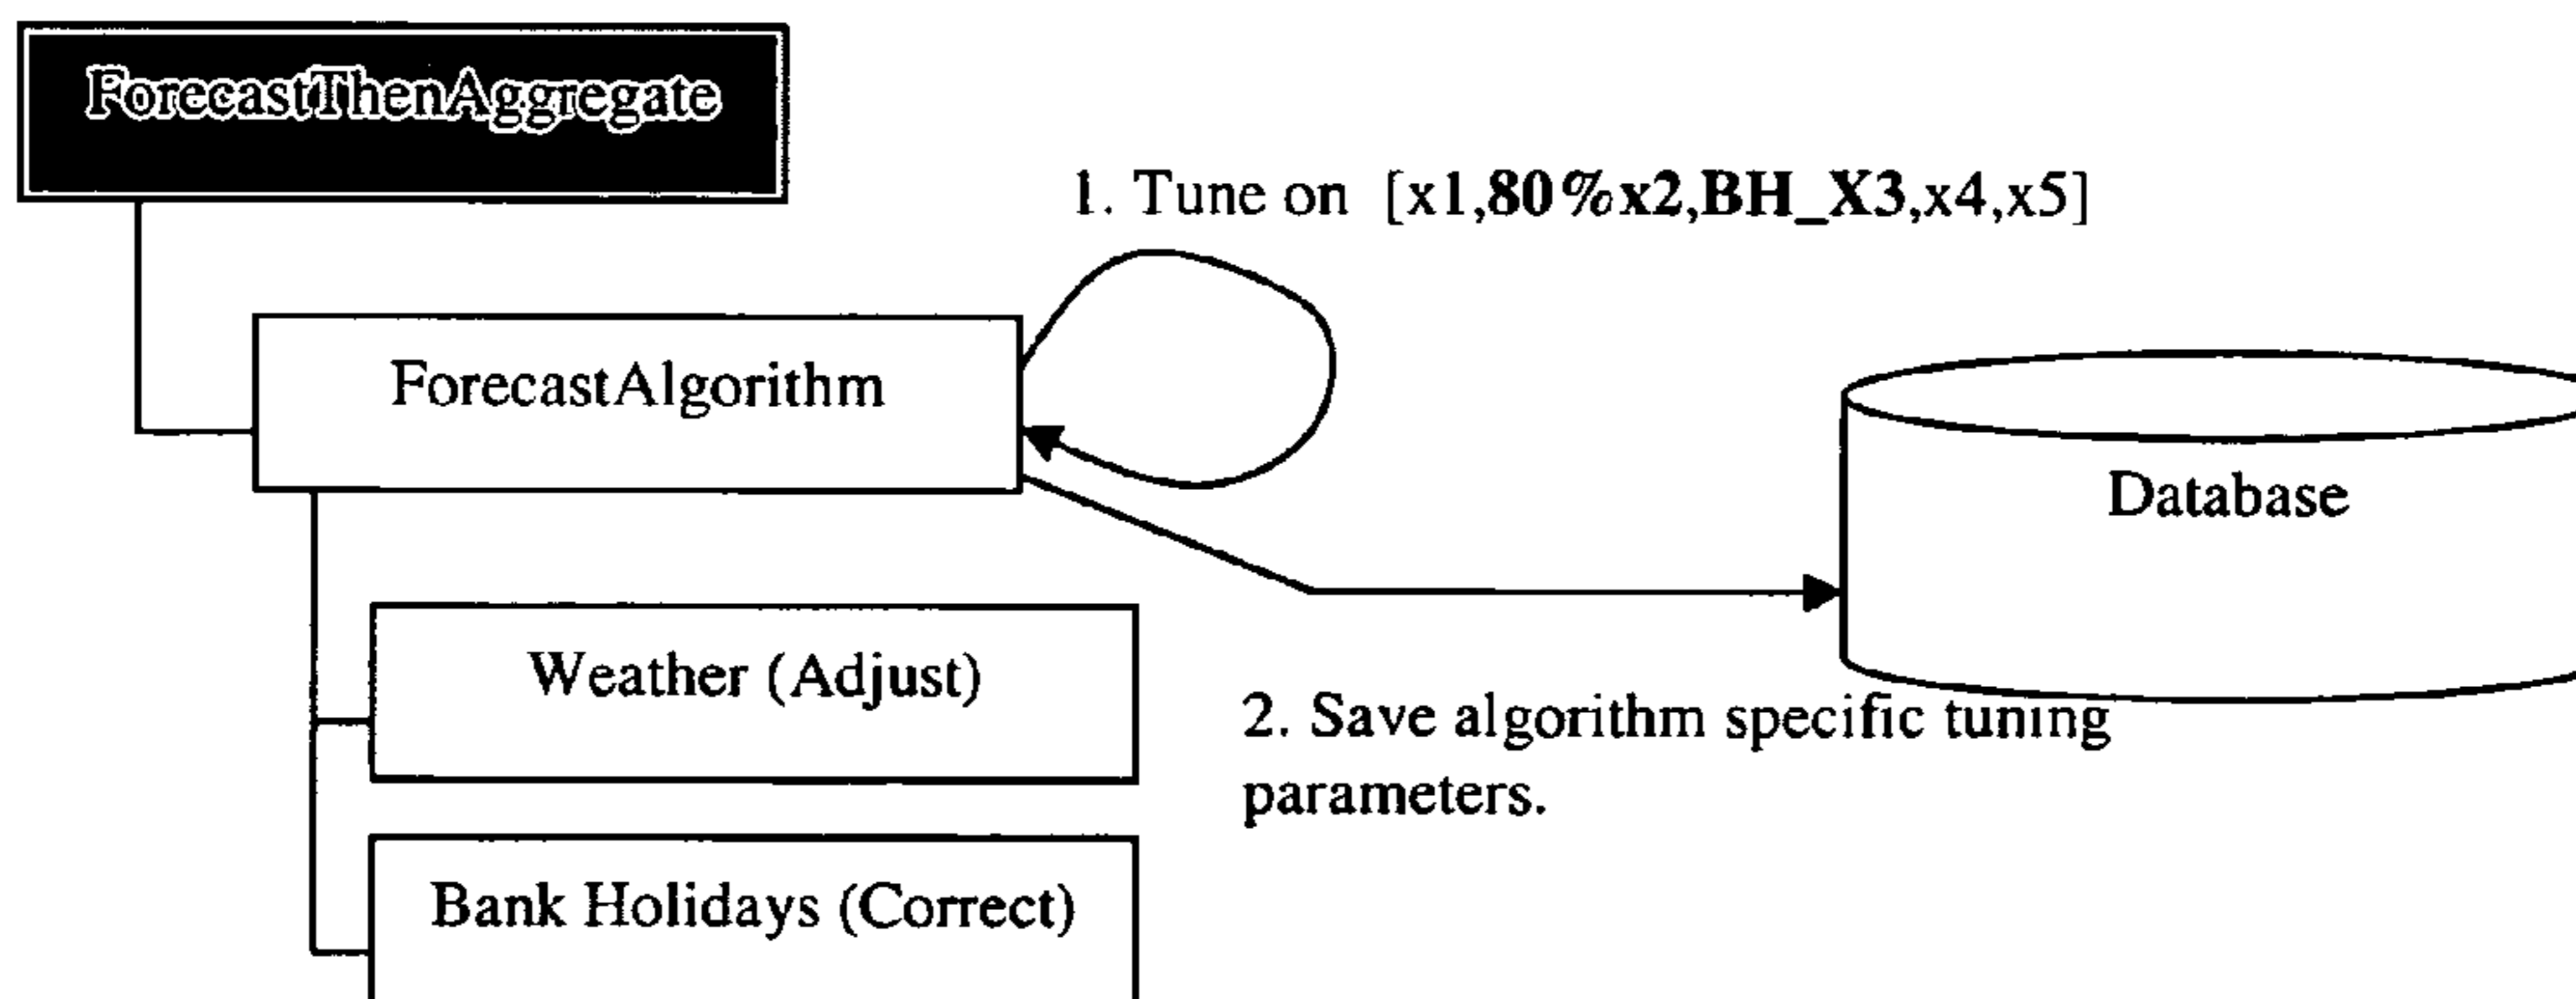 ForecastThenAggregate
1. Tune on [x1,80%x2,BH_X3,x4,x5]
ForecastAlgorithm
Database
Weather (Adjust)
2. Save algorithm specific tuning
parameters.
Bank Holidays (Correct)